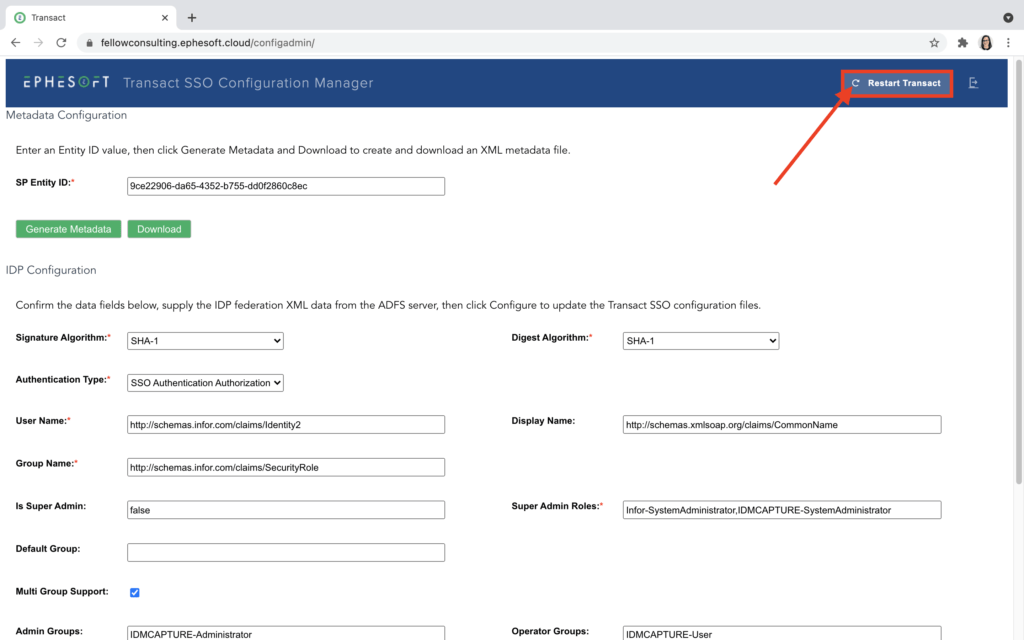 Transact
fellowconsulting.ephesoft.cloud/configadmin/
EPHESOFT Transact SSO Configuration Manager
Restart Transact
Metadata Configuration
Enter an Entity ID value, then click Generate Metadata and Download to create and download an XML metadata file.
SP Entity ID:* 9ce22906-da65-4352-b755-dd0f2860c8ec
Generate Metadata Download
IDP Configuration
Confirm the data fields below, supply the IDP federation XML data from the ADFS server, then click Configure to update the Transact SSO configuration files.
Signature Algorithm:* SHA-1 Digest Algorithm:* SHA-1
Authentication Type:* SSO Authentication Authorization
User Name:* http://schemas.infor.com/claims/Identity2 Display Name: http://schemas.xmlsoap.org/claims/CommonName
Group Name:* http://schemas.infor.com/claims/SecurityRole
Is Super Admin: false Super Admin Roles:* Infor-SystemAdministrator,IDMCAPTURE-SystemAdministrator
Default Group:
Multi Group Support:
Admin Groups: IDMCAPTURE-Administrator Operator Groups: IDMCAPTURE-User